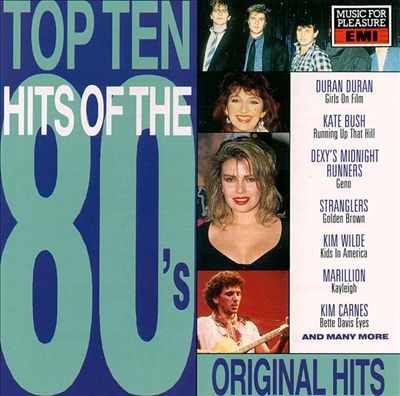 TOP TEN
HITS OF THE
80's
MUSIC FOR
PLEASURE
EMI
DURAN DURAN
Girls On Film
KATE BUSH
Running Up That Hill
DEXY'S MIDNIGHT
RUNNERS
Geno
STRANGLERS
Golden Brown
KIM WILDE
Kids In America
MARILLION
Kayleigh
KIM CARNES
Bette Davis Eyes
AND MANY MORE
ORIGINAL HITS